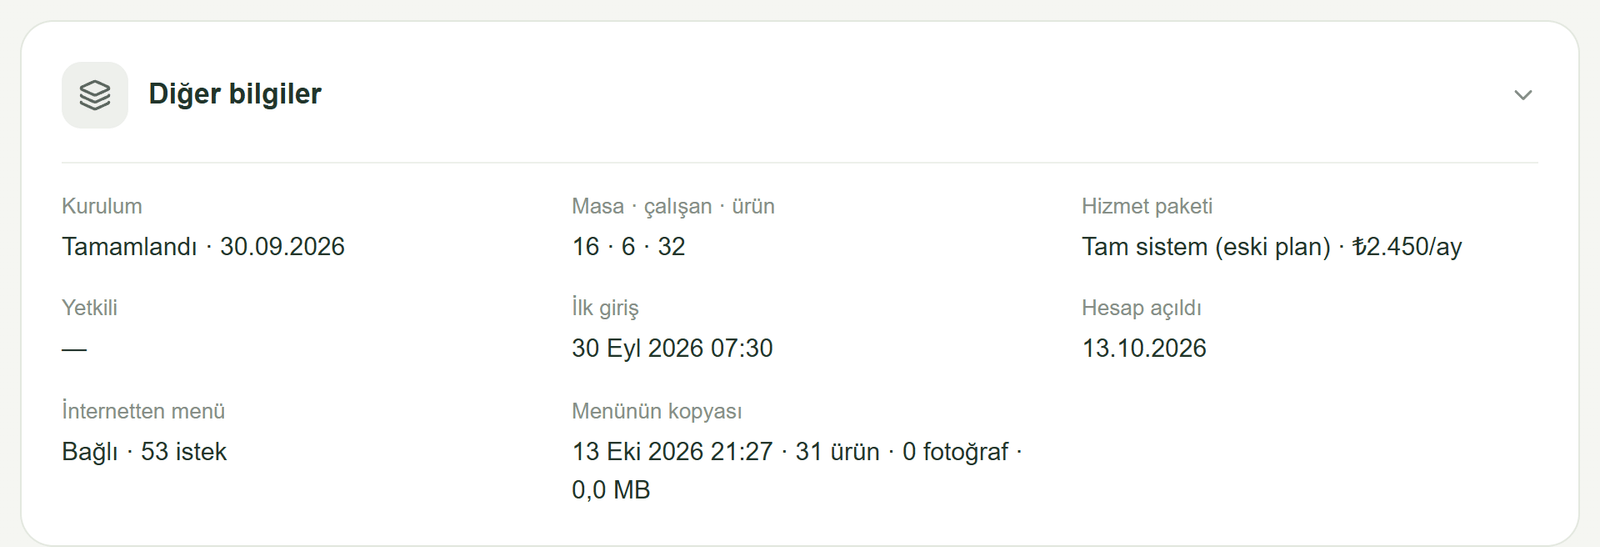 Diğer bilgiler
Kurulum
Tamamlandı · 30.09.2026
Masa · çalışan · ürün
16 · 6 · 32
Hizmet paketi
Tam sistem (eski plan) · ₺2.450/ay
Yetkili
—
İlk giriş
30 Eyl 2026 07:30
Hesap açıldı
13.10.2026
İnternetten menü
Bağlı · 53 istek
Menünün kopyası
13 Eki 2026 21:27 · 31 ürün · 0 fotoğraf ·
0,0 MB